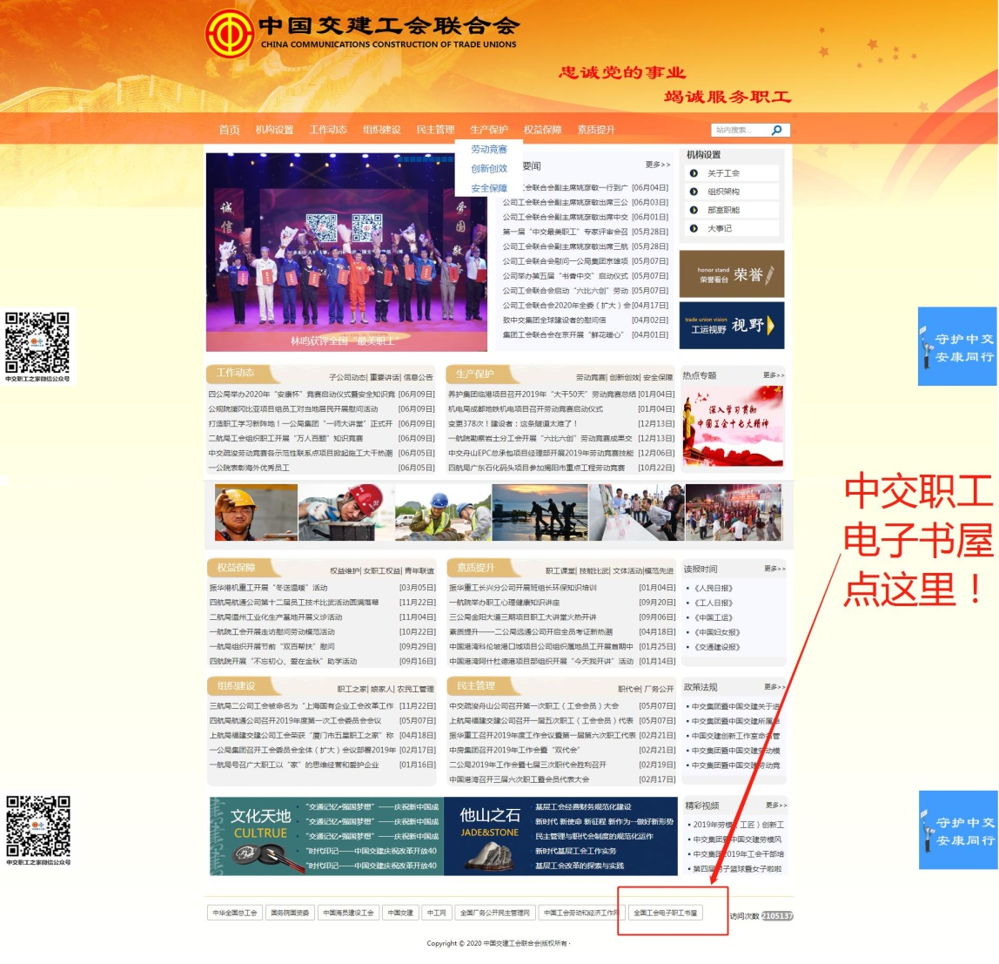 中国交建工会联合会
CHINA COMMUNICATIONS CONSTRUCTION OF TRADE UNIONS
忠诚党的事业
竭诚服务职工
首页 机构设置 工作动态 组织建设 民主管理 生产保护 权益保障 素质提升
站内搜索...
劳动竞赛
创新创效
安全保障
诚信
爱国
林鸣获评全国“最美职工”
要闻 更多>>
工会联合会副主席姚彦敏一行到广 [06月04日]
公司工会联合会副主席姚彦敏出席三公 [06月03日]
公司工会联合会副主席姚彦敏出席中交 [06月01日]
第一届“中交最美职工”专家评审会召 [05月28日]
公司工会联合会副主席姚彦敏出席三航 [05月28日]
公司工会联合会慰问一公局集团京雄项 [05月07日]
公司举办第五届“书香中交”启动仪式 [05月07日]
公司工会联合会启动“六比六创”劳动 [05月07日]
公司工会联合会2020年全委（扩大）会 [04月17日]
致中交集团全球建设者的慰问信 [04月02日]
集团工会联合会在京开展“鲜花暖心” [04月01日]
机构设置
关于工会
组织架构
部室职能
大事记
honor stand
荣誉看台 荣誉
trade union vision
工运视野 视野
中交职工之家微信公众号
守护中交
安康同行
工作动态 子公司动态| 重要讲话| 信息公告
四公局举办2020年“安康杯”竞赛启动仪式暨安全知识竞 [06月09日]
公规院援冈比亚项目组员工对当地居民开展慰问活动 [06月09日]
打造职工学习新阵地！一公局集团“一师大讲堂”正式开 [06月09日]
二航局工会组织职工开展“万人百题”知识竞赛 [06月09日]
中交疏浚劳动竞赛各示范性联系点项目掀起施工大干热潮 [06月05日]
一公院表彰海外优秀员工 [06月05日]
生产保护 劳动竞赛| 创新创效| 安全保障
养护集团临港项目召开2019年“大干50天”劳动竞赛总结 [01月04日]
机电局成都地铁机电项目召开劳动竞赛启动仪式 [01月04日]
变更378次！建设者：这条隧道太难了！ [12月13日]
一航院勘察岩土分工会开展“六比六创”劳动竞赛成果交 [12月13日]
中交舟山EPC总承包项目经理部开展2019年劳动竞赛技能 [12月06日]
四航局广东石化码头项目参加揭阳市重点工程劳动竞赛 [10月22日]
热点专题 更多>>
深入学习贯彻
中国工会十七大精神
中交职工
电子书屋
点这里！
权益保障 权益维护| 女职工权益| 青年联谊
振华港机重工开展“冬送温暖”活动 [03月05日]
四航局航通公司第十二届员工技术比武活动圆满落幕 [11月22日]
二航局温州工业化生产基地开展义诊活动 [11月04日]
一航院工会开展走访慰问劳动模范活动 [10月22日]
一航局组织开展节前“双百帮扶”慰问 [09月29日]
四航院开展“不忘初心、爱在金秋”助学活动 [09月16日]
素质提升 职工课堂| 技能比武| 文体活动|模范先进
振华重工长兴分公司开展班组长环保知识培训 [01月04日]
一航院举办职工心理健康知识讲座 [09月20日]
三公局金阳大道三期项目职工大讲堂火热开讲 [09月06日]
素质提升——二公局远通公司开启全员考证新热潮 [04月18日]
中国港湾科伦坡港口城项目公司组织属地员工开展首期中 [01月25日]
中国港湾阿什杜德港项目部组织开展“今天我开讲”活动 [01月14日]
读报时间 更多>>
《人民日报》
《工人日报》
《中国工运》
《中国妇女报》
《交通建设报》
组织建设 职工之家| 娘家人| 农民工管理
三航局二公司工会被命名为“上海国有企业工会改革工作 [11月22日]
四航局航通公司召开2019年度第一次工会委员会会议 [05月07日]
上航局福建交建公司工会荣获“厦门市五星职工之家”称 [04月18日]
一公局集团召开工会委员会全体（扩大）会议部署2019年 [02月17日]
一航局号召广大职工以“家”的思维经营和爱护企业 [01月16日]
民主管理 职代会| 厂务公开
中交疏浚舟山公司召开第一次职工（工会会员）大会 [05月07日]
上航局福建交建公司召开一届五次职工（工会会员）代表 [05月07日]
振华重工召开2019年度工作会议暨第一届第六次职工代表 [02月21日]
中房集团召开2019年工作会暨“双代会” [02月21日]
二公局2019年工作会暨七届三次职代会胜利召开 [02月19日]
中国港湾召开三届六次职工暨会员代表大会 [02月17日]
政策法规 更多>>
中交集团暨中国交建关于进
中交集团暨中国交建所属
中国交建创新工作室命名管
中交集团暨中国交建劳动模
中交集团暨中国交建劳动竞
文化天地
CULTRUE
“交通记忆•强国梦想”——庆祝新中国成
“交通记忆•强国梦想”——庆祝新中国成
“交通记忆•强国梦想”——庆祝新中国成
“时代印记——中国交建庆祝改革开放40
“时代印记——中国交建庆祝改革开放40
他山之石
JADE&STONE
基层工会经费财务规范化建设
新时代 新使命 新征程 新作为—做好新形势
民主管理与职代会制度的规范化运作
新时代基层工会工作实务
基层工会改革的探索与实践
精彩视频 更多>>
2019年劳模（工匠）创新工
中交集团暨中国交建劳模风
中国交建2019年工会干部培
第四届男子篮球暨女子啦啦
中交职工之家微信公众号
守护中交
安康同行
中华全国总工会 国务院国资委 中国海员建设工会 中国交建 中工网 全国厂务公开民主管理网 中国工会劳动和经济工作网 全国工会电子职工书屋
访问次数 2105137
Copyright © 2020 中国交建工会联合会|版权所有·